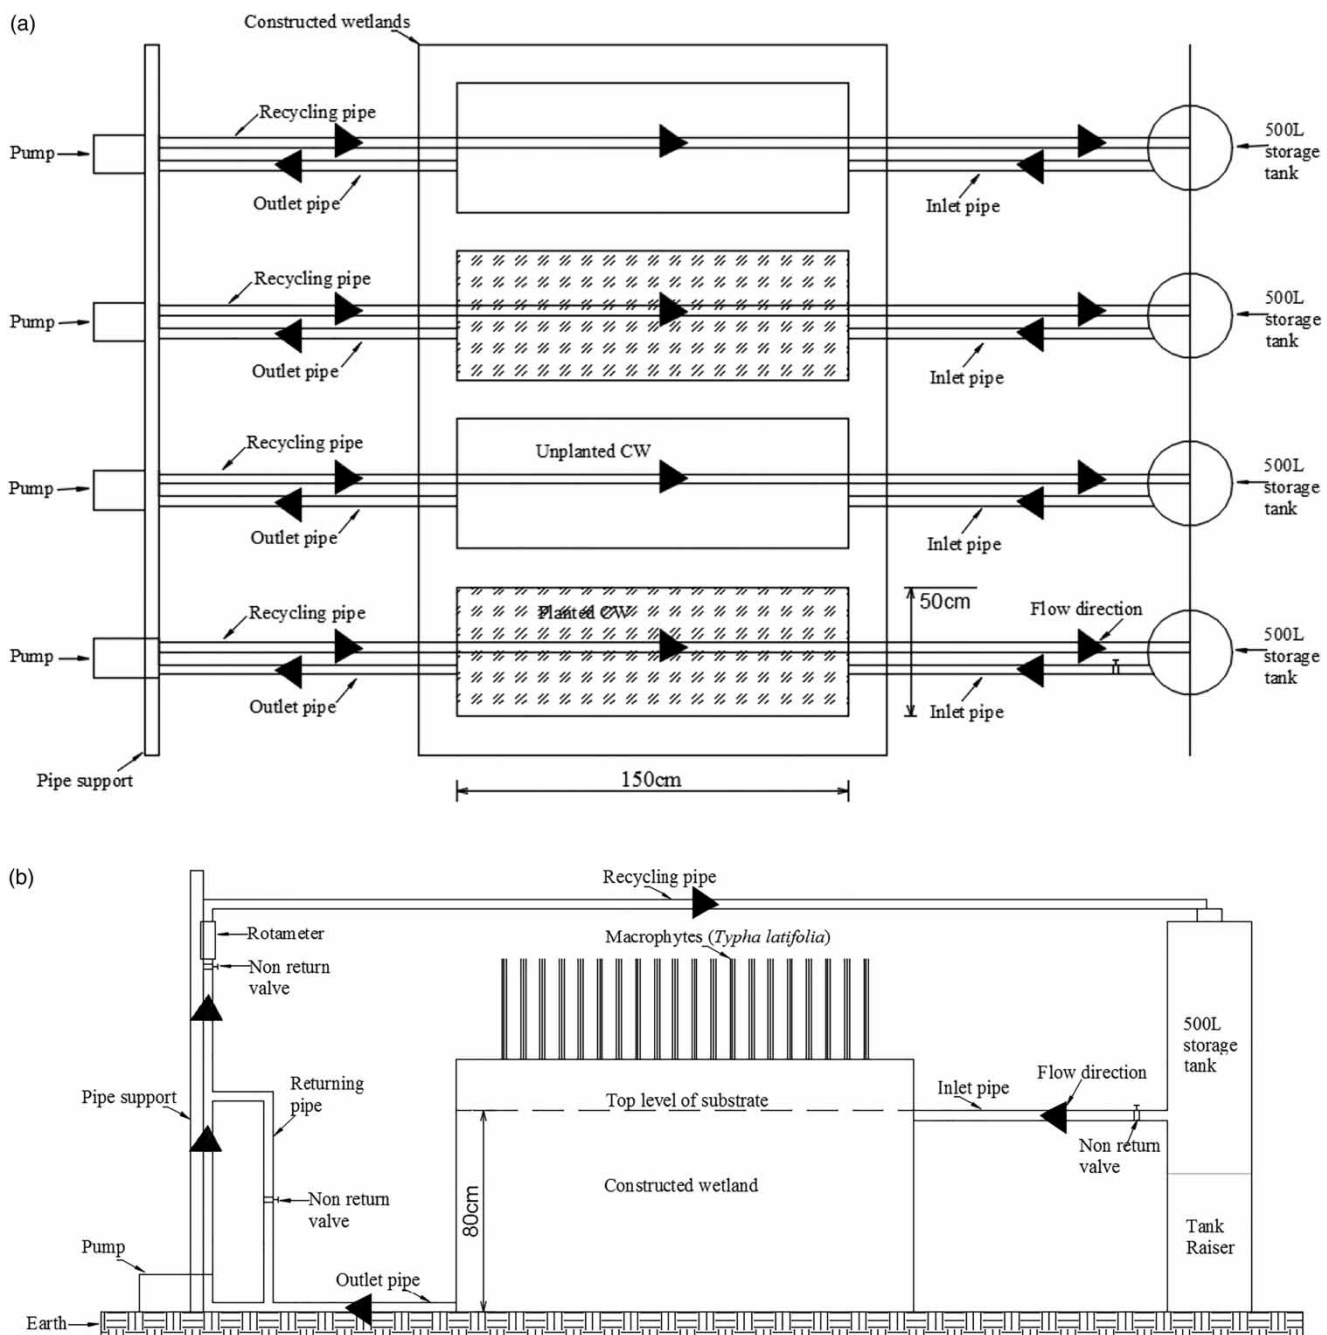 (a)
Constructed wetlands
Recycling pipe
Pump
Outlet pipe
Inlet pipe
500L
storage
tank
Recycling pipe
Pump
Outlet pipe
Inlet pipe
500L
storage
tank
Recycling pipe
Unplanted CW
Pump
Outlet pipe
Inlet pipe
500L
storage
tank
Recycling pipe
Planted CW
50cm
Flow direction
Pump
Outlet pipe
Inlet pipe
500L
storage
tank
Pipe support
150cm
(b)
Recycling pipe
Rotameter
Macrophytes (Typha latifolia)
Non return
valve
500L
storage
tank
Returning
pipe
Pipe support
Top level of substrate
Inlet pipe
Flow direction
Non return
valve
Constructed wetland
Non return
valve
80cm
Tank
Raiser
Pump
Outlet pipe
Earth